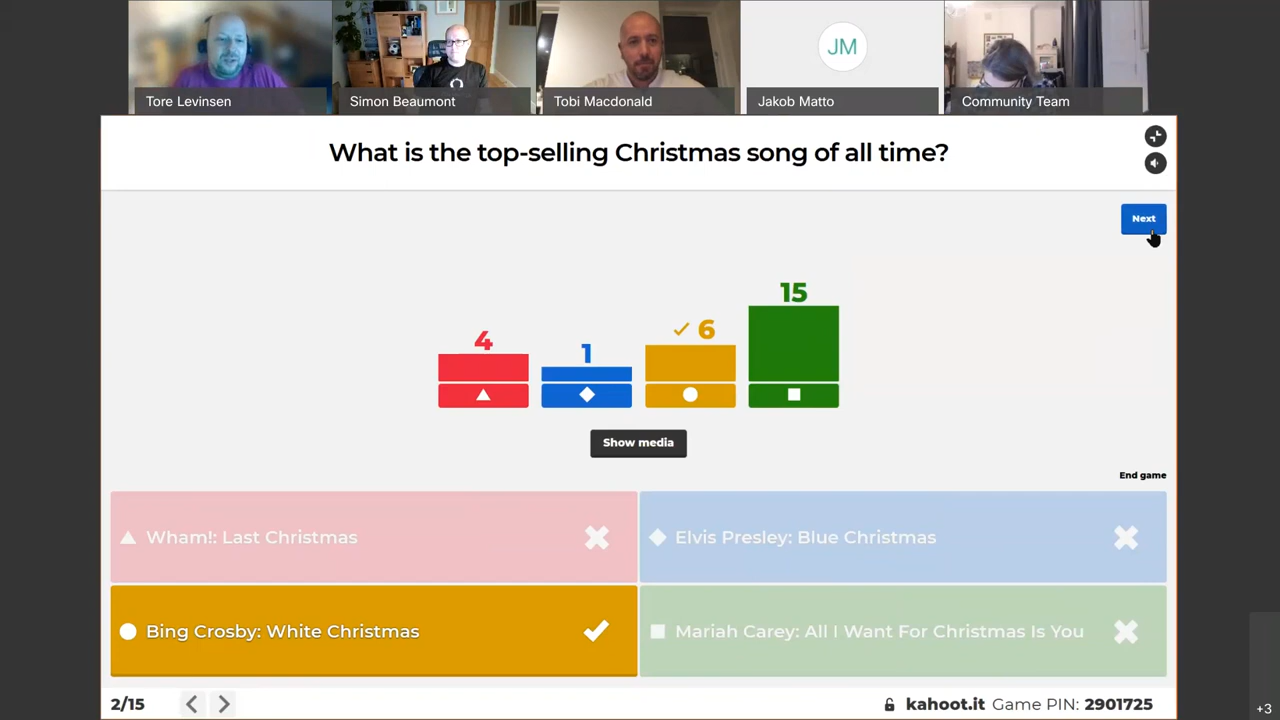 JM
Tore Levinsen
Simon Beaumont
Tobi Macdonald
Jakob Matto
Community Team
What is the top-selling Christmas song of all time?
Next
4
1
6
15
Show media
End game
Wham!: Last Christmas
Elvis Presley: Blue Christmas
Bing Crosby: White Christmas
Mariah Carey: All I Want For Christmas Is You
2/15
kahoot.it Game PIN: 2901725
+3